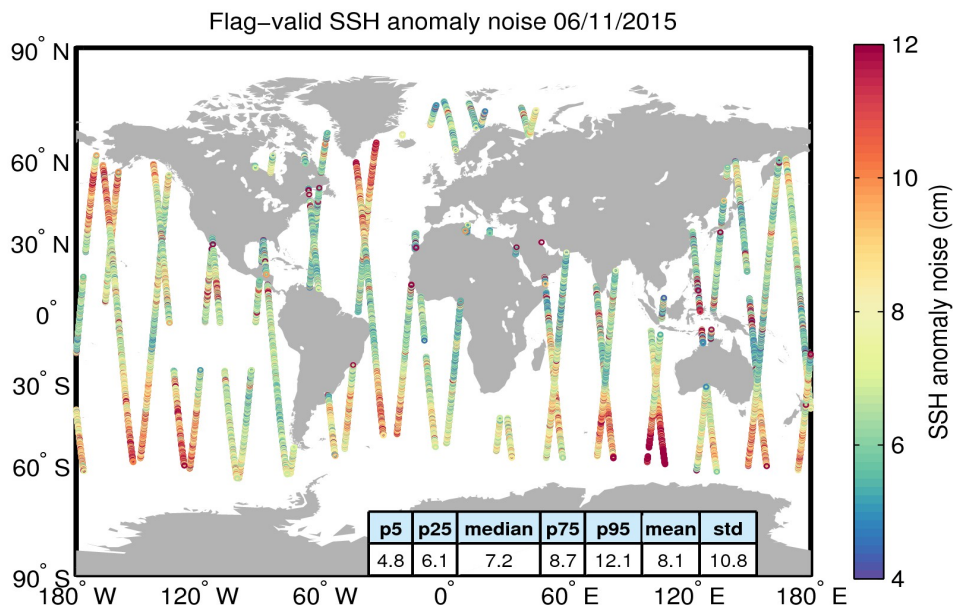 Flag−valid SSH anomaly noise 06/11/2015
90° N
60° N
30° N
0°
30° S
60° S
90° S
180° W
120° W
60° W
0°
60° E
120° E
180° E
12
10
8
6
4
SSH anomaly noise (cm)
p5 p25 median p75 p95 mean std
4.8 6.1 7.2 8.7 12.1 8.1 10.8